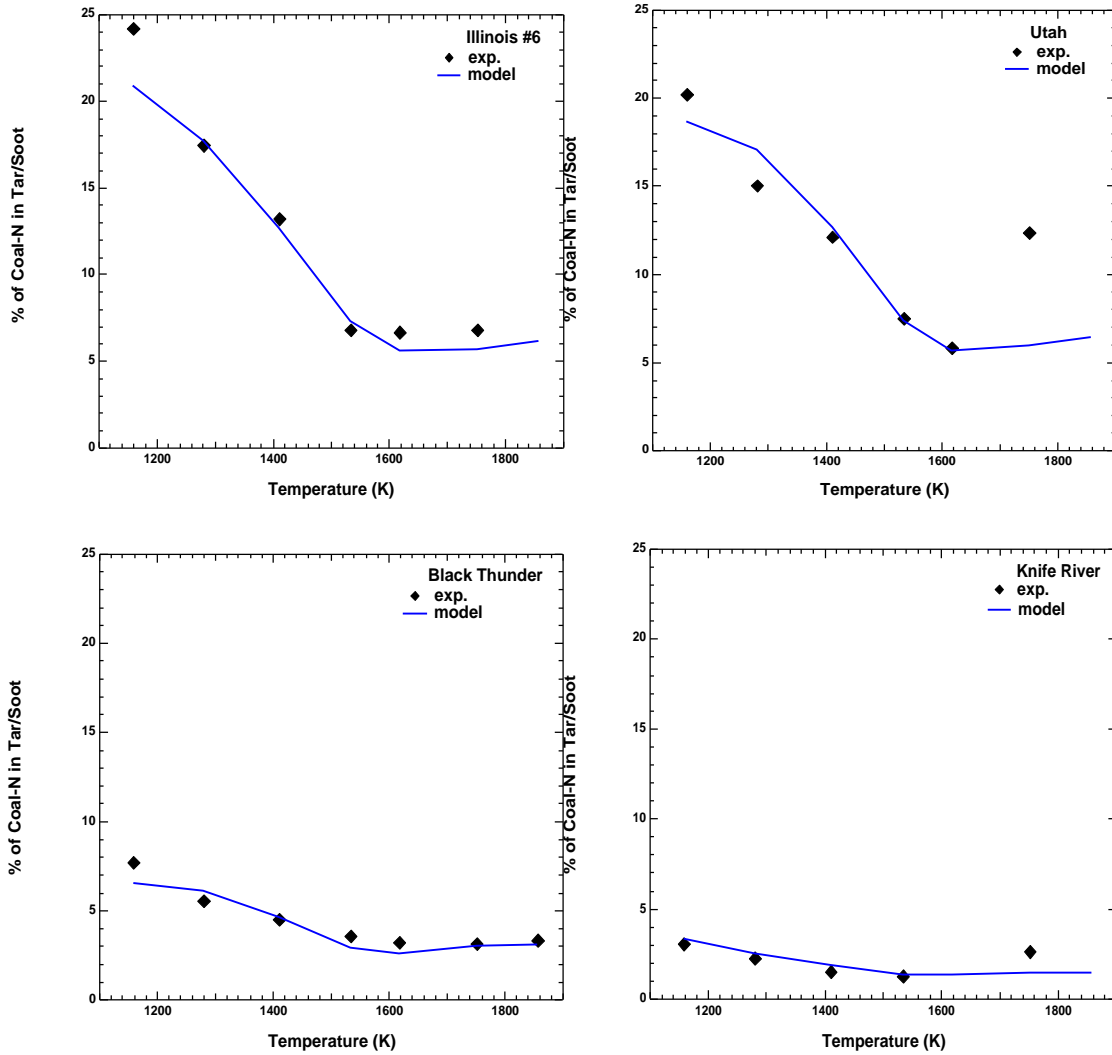 Illinois #6
exp.
model
25
20
15
10
5
0
1200
1400
1600
1800
Temperature (K)
% of Coal-N in Tar/Soot
Utah
exp.
model
25
20
15
10
5
0
1200
1400
1600
1800
Temperature (K)
% of Coal-N in Tar/Soot
Black Thunder
exp.
model
25
20
15
10
5
0
1200
1400
1600
1800
Temperature (K)
% of Coal-N in Tar/Soot
Knife River
exp.
model
25
20
15
10
5
0
1200
1400
1600
1800
Temperature (K)
% of Coal-N in Tar/Soot